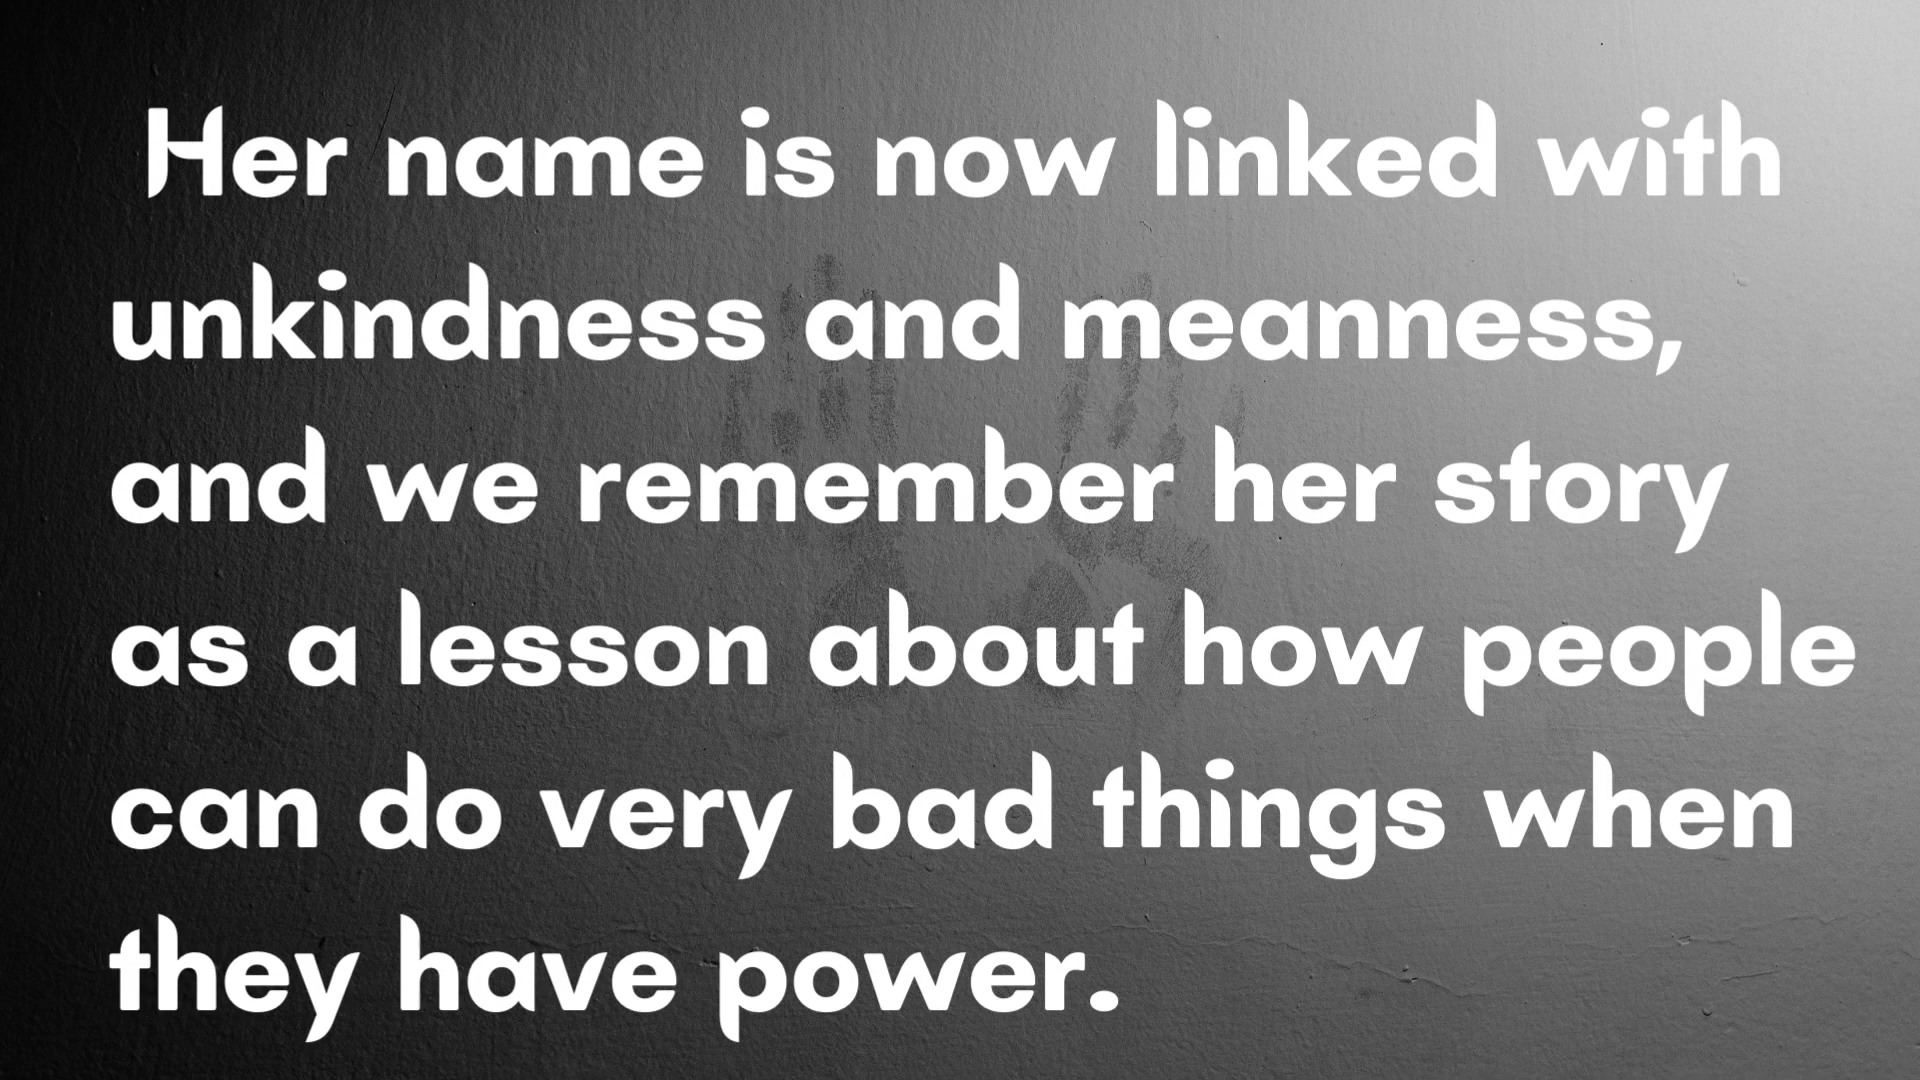 Her name is now linked with
unkindness and meanness,
and we remember her story
as a lesson about how people
can do very bad things when
they have power.